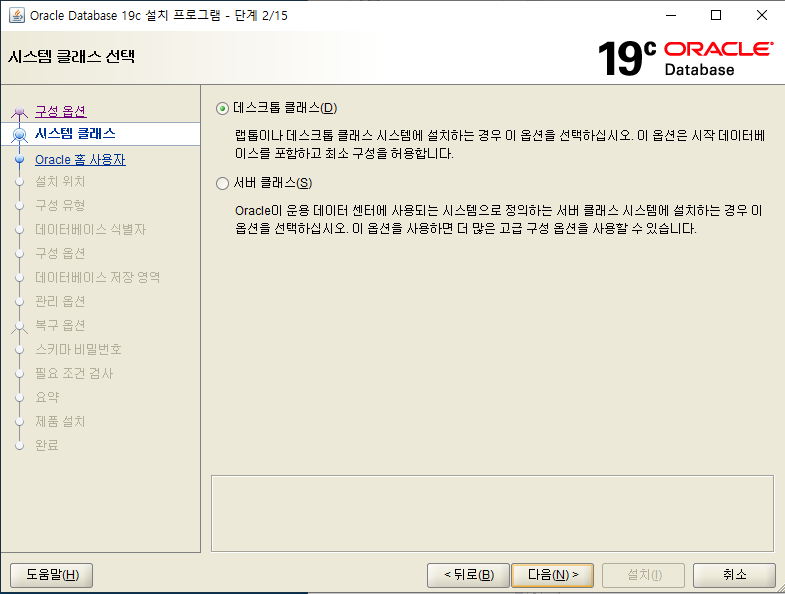 Oracle Database 19c 설치 프로그램 - 단계 2/15
시스템 클래스 선택
19c ORACLE
Database
구성 옵션
시스템 클래스
Oracle 홈 사용자
설치 위치
구성 유형
데이터베이스 식별자
구성 옵션
데이터베이스 저장 영역
관리 옵션
복구 옵션
스키마 비밀번호
필요 조건 검사
요약
제품 설치
완료
데스크톱 클래스(D)
랩톱이나 데스크톱 클래스 시스템에 설치하는 경우 이 옵션을 선택하십시오. 이 옵션은 시작 데이터베
이스를 포함하고 최소 구성을 허용합니다.
서버 클래스(S)
Oracle이 운용 데이터 센터에 사용되는 시스템으로 정의하는 서버 클래스 시스템에 설치하는 경우 이
옵션을 선택하십시오. 이 옵션을 사용하면 더 많은 고급 구성 옵션을 사용할 수 있습니다.
도움말(H)
< 뒤로(B)
다음(N) >
설치(I)
취소